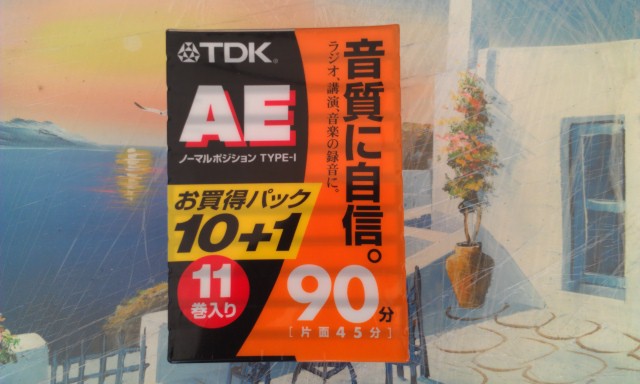 TDK
AE
ノーマルポジション TYPE-I
音質に自信。
ラジオ、講演、音楽の録音に。
お買得パック
10+1
11
巻入り
90分
[片面45分]